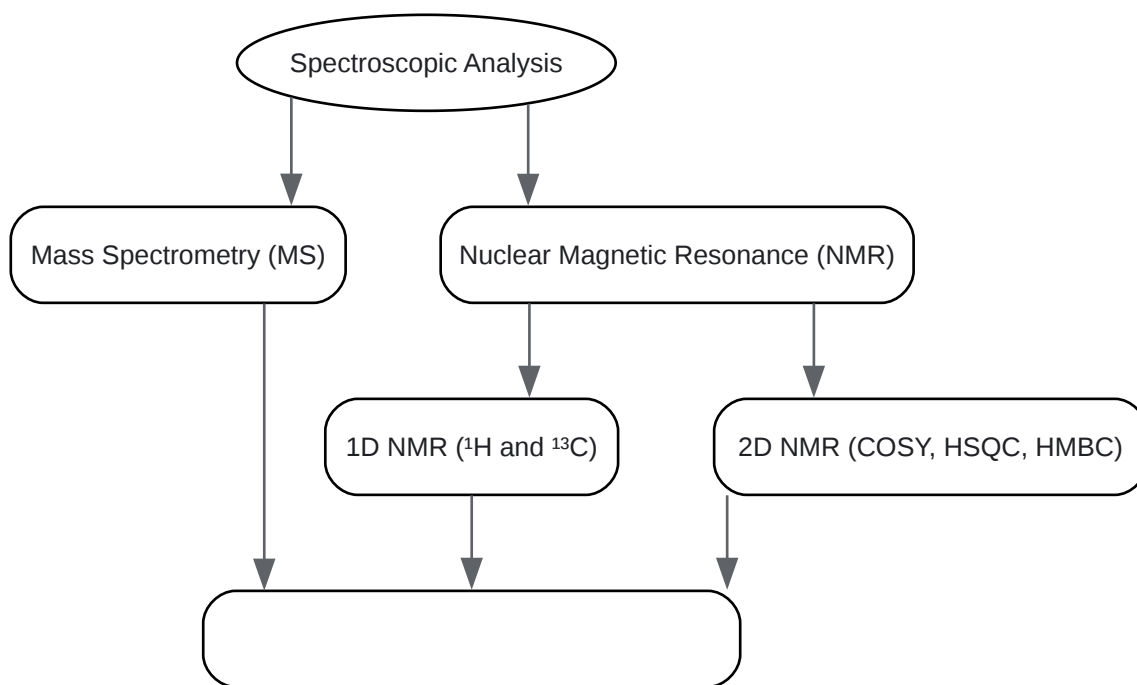 Spectroscopic Analysis
Mass Spectrometry (MS)
Nuclear Magnetic Resonance (NMR)
1D NMR (¹H and ¹³C)
2D NMR (COSY, HSQC, HMBC)